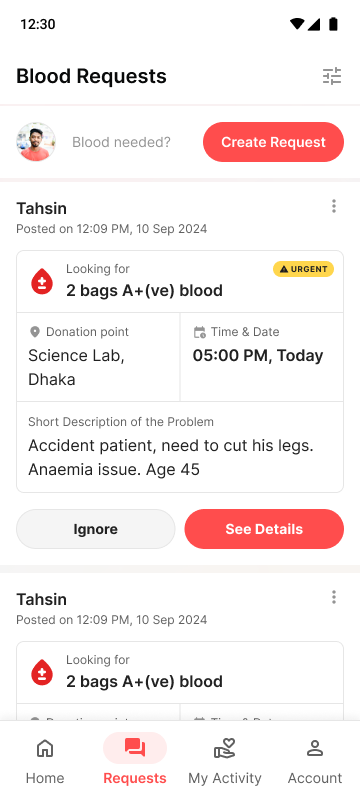 12:30
Blood Requests
Blood needed?
Create Request
Tahsin
Posted on 12:09 PM, 10 Sep 2024
Looking for
URGENT
2 bags A+(ve) blood
Donation point
Time & Date
Science Lab,
Dhaka
05:00 PM, Today
Short Description of the Problem
Accident patient, need to cut his legs.
Anaemia issue. Age 45
Ignore
See Details
Tahsin
Posted on 12:09 PM, 10 Sep 2024
Looking for
2 bags A+(ve) blood
Home
Requests
My Activity
Account